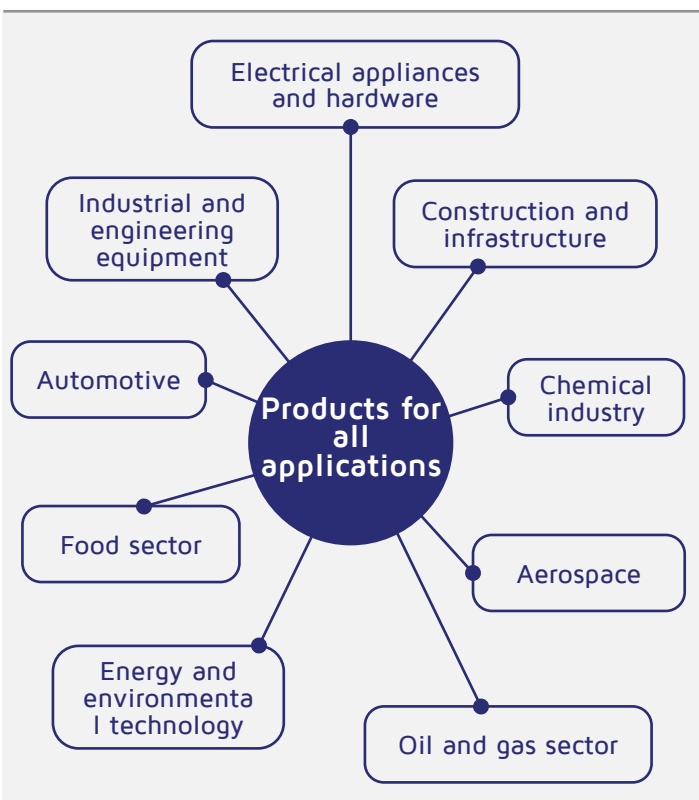 Electrical appliances
and hardware
Industrial and
engineering
equipment
Construction and
infrastructure
Automotive
Chemical
industry
Products for
all
applications
Food sector
Aerospace
Energy and
environmenta
l technology
Oil and gas sector